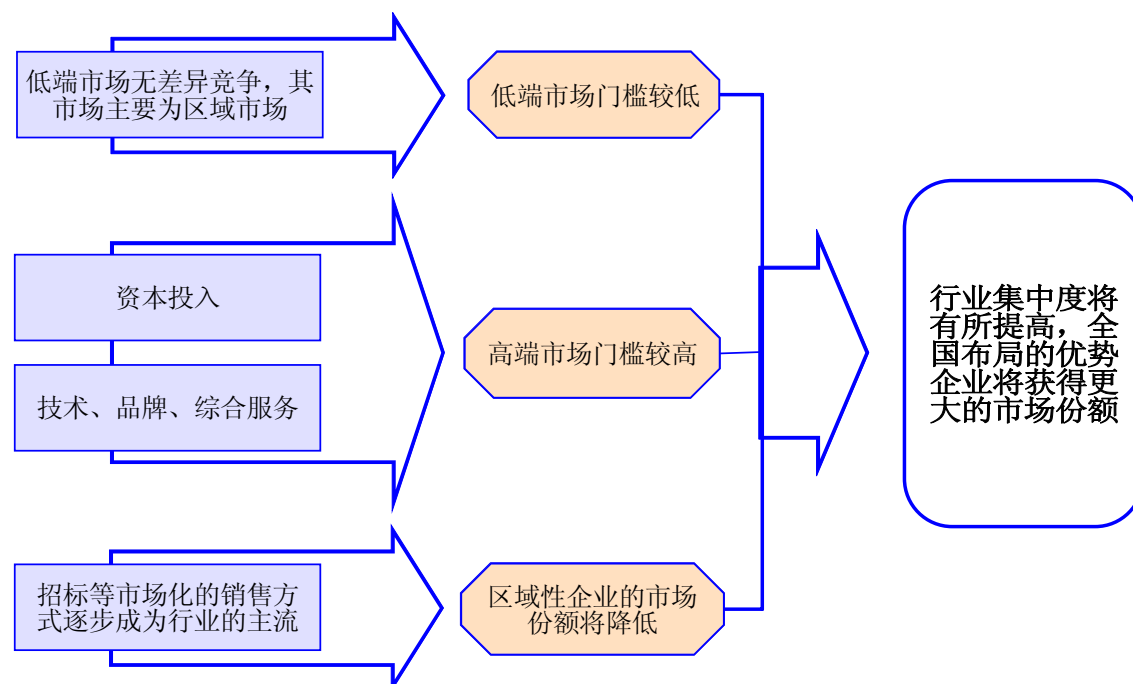 低端市场无差异竞争，其
市场主要为区域市场
低端市场门槛较低
资本投入
技术、品牌、综合服务
高端市场门槛较高
招标等市场化的销售方
式逐步成为行业的主流
区域性企业的市场
份额将降低
行业集中度将
有所提高，全
国布局的优势
企业将获得更
大的市场份额